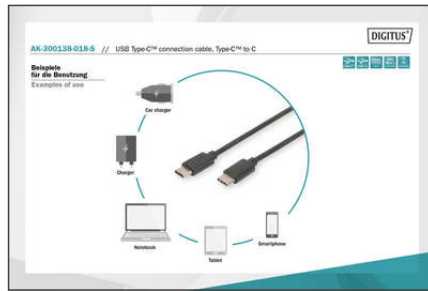 DIGITUS®
AK-300138-018-S // USB Type-C™ connection cable, Type-C™ to C
Beispiele
für die Benutzung
Examples of use
Car charger
Charger
Notebook
Tablet
Smartphone